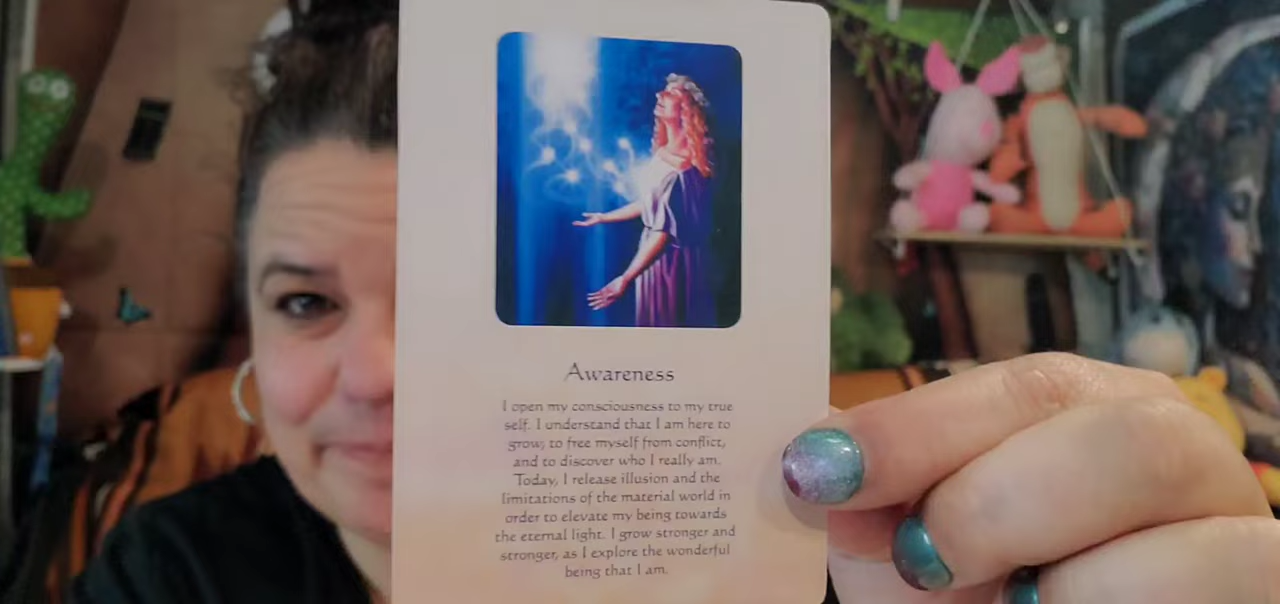 Awareness
I open my consciousness to my true
self. I understand that I am here to
grow, to free myself from conflict,
and to discover who I really am.
Today, I release illusion and the
limitations of the material world in
order to elevate my being towards
the eternal light. I grow stronger and
stronger, as I explore the wonderful
being that I am.